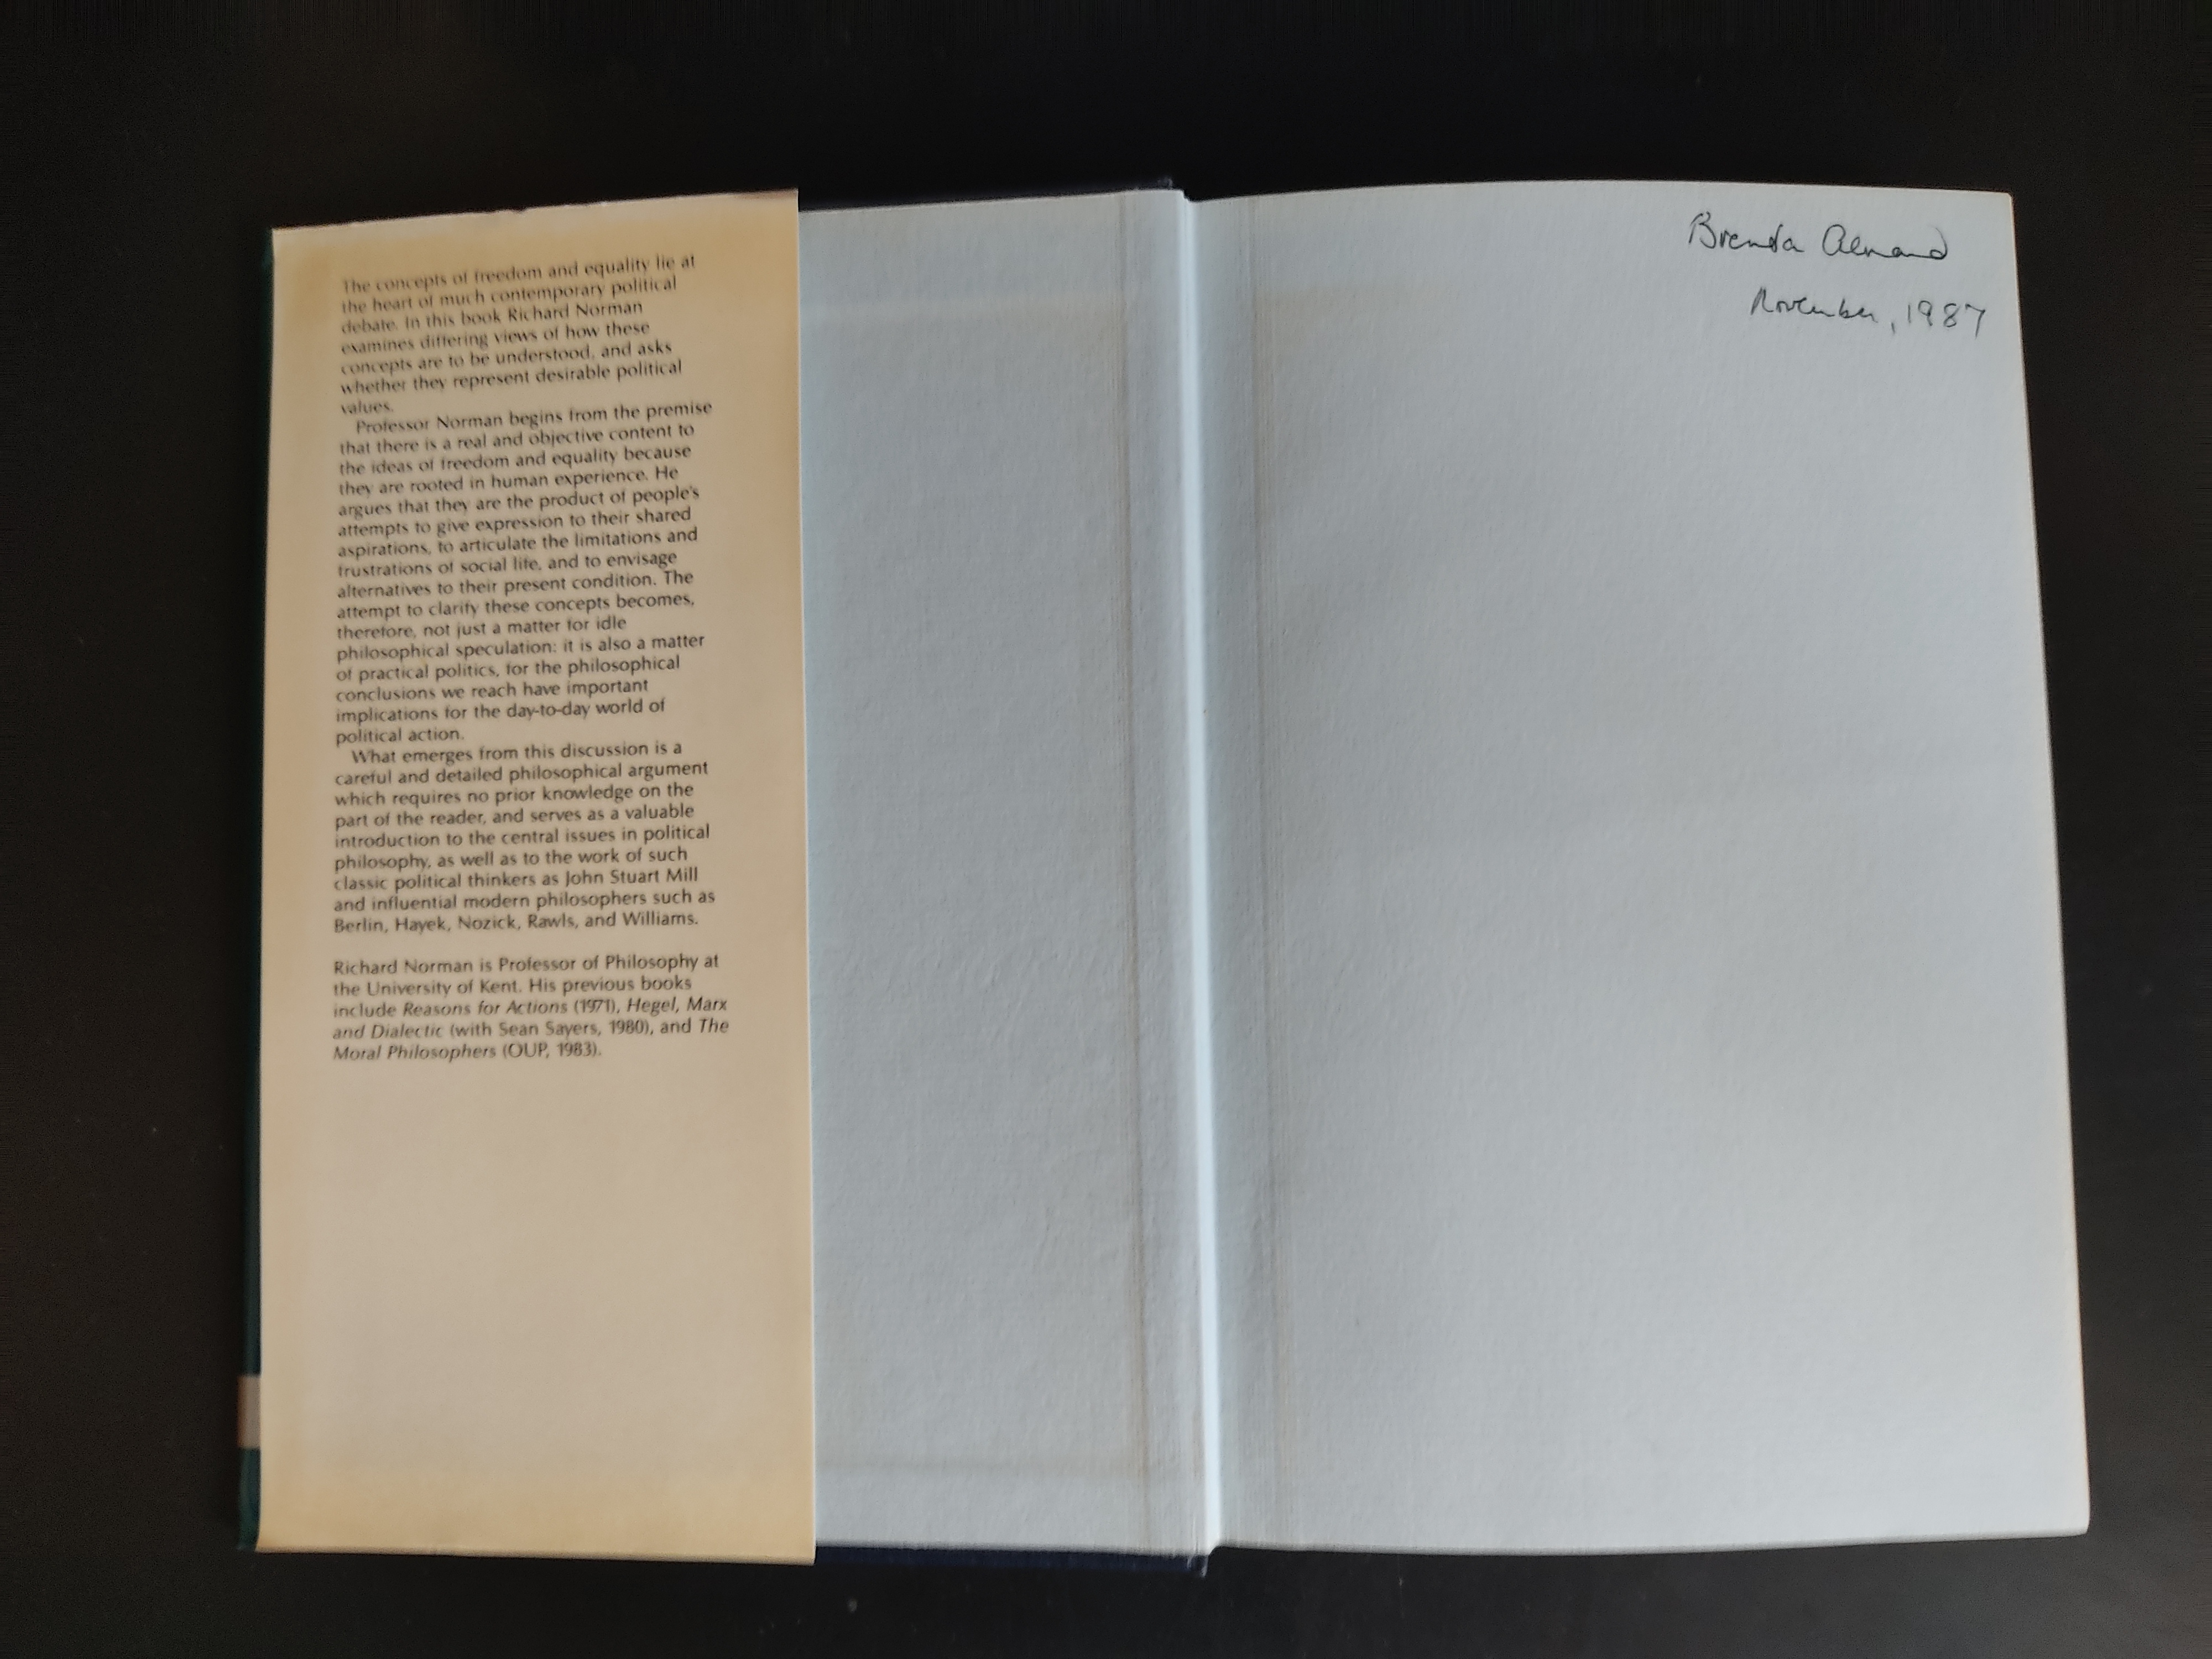 The concepts of freedom and equality lie at
the heart of much contemporary political
debate. In this book Richard Norman
examines differing views of how these
concepts are to be understood, and asks
whether they represent desirable political
values.
Professor Norman begins from the premise
that there is a real and objective content to
the ideas of freedom and equality because
they are rooted in human experience. He
argues that they are the product of people's
attempts to give expression to their shared
aspirations, to articulate the limitations and
frustrations of social life, and to envisage
alternatives to their present condition. The
attempt to clarify these concepts becomes,
therefore, not just a matter for idle
philosophical speculation: it is also a matter
of practical politics, for the philosophical
conclusions we reach have important
implications for the day-to-day world of
political action.
What emerges from this discussion is a
careful and detailed philosophical argument
which requires no prior knowledge on the
part of the reader, and serves as a valuable
introduction to the central issues in political
philosophy, as well as to the work of such
classic political thinkers as John Stuart Mill
and influential modern philosophers such as
Berlin, Hayek, Nozick, Rawls, and Williams.
Richard Norman is Professor of Philosophy at
the University of Kent. His previous books
include Reasons for Actions (1971), Hegel, Marx
and Dialectic (with Sean Sayers, 1980), and The
Moral Philosophers (OUP, 1983).
Brenda Almond
November, 1987